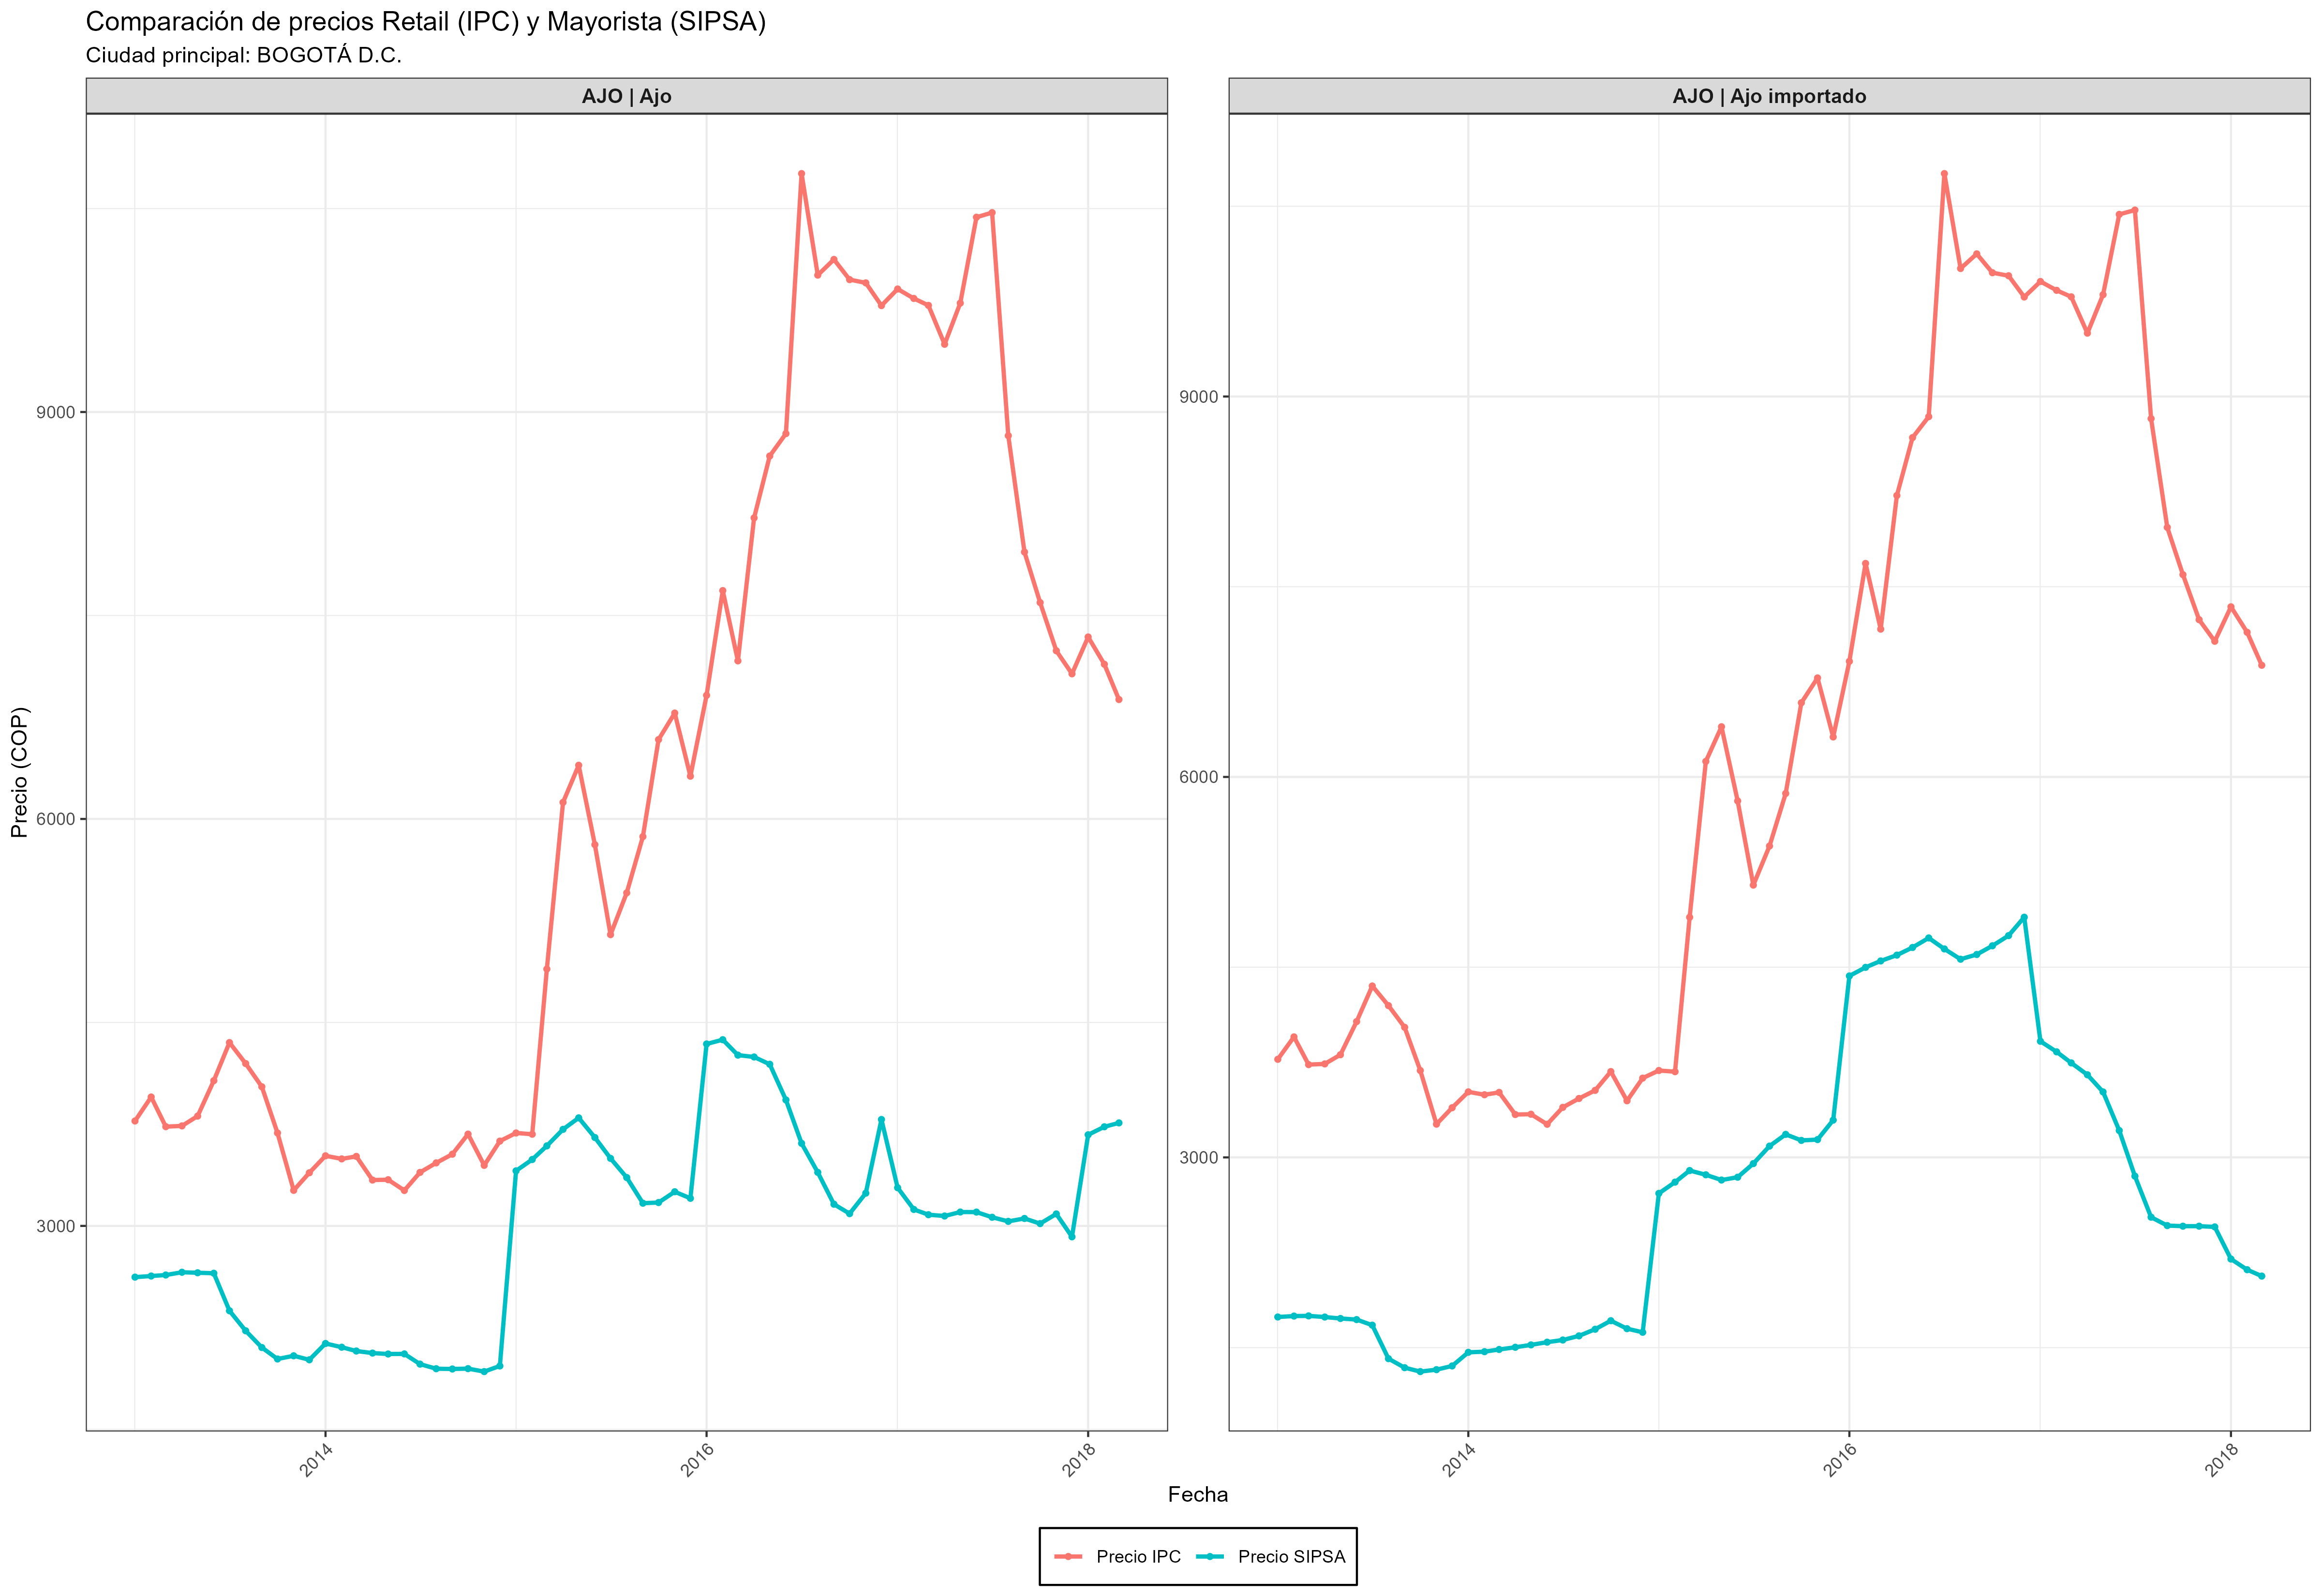 Comparación de precios Retail (IPC) y Mayorista (SIPSA)
Ciudad principal: BOGOTÁ D.C.
AJO | Ajo
AJO | Ajo importado
Precio (COP)
9000
6000
3000
9000
6000
3000
2014
2016
2018
2014
2016
2018
Fecha
Precio IPC
Precio SIPSA